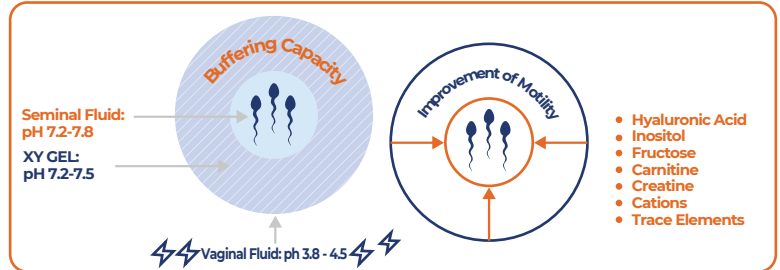 Buffering Capacity
Seminal Fluid:
pH 7.2-7.8
XY GEL:
pH 7.2-7.5
Vaginal Fluid: ph 3.8 - 4.5
Improvement of Motility
Hyaluronic Acid
Inositol
Fructose
Carnitine
Creatine
Cations
Trace Elements